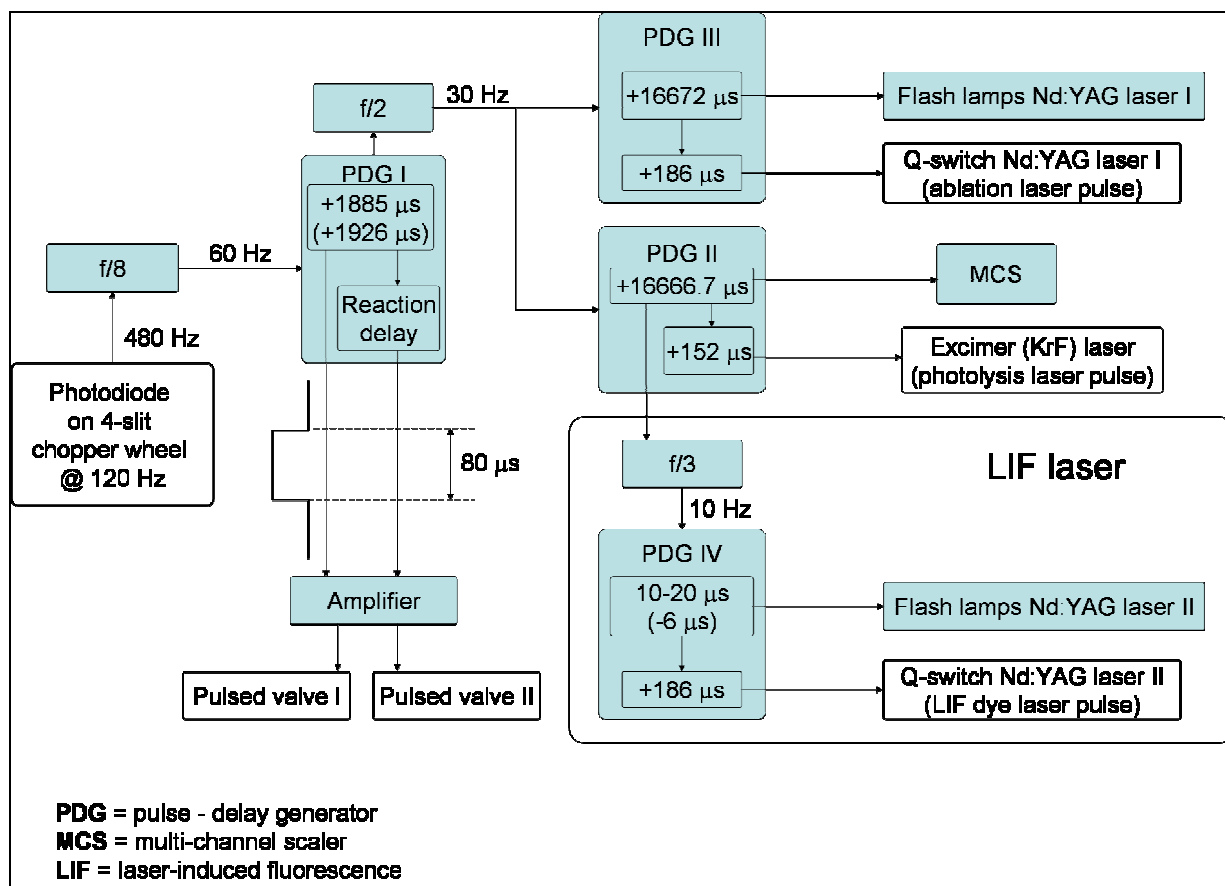 PDG III
+16672 μs
Flash lamps Nd:YAG laser I
+186 μs
Q-switch Nd:YAG laser I
(ablation laser pulse)
f/2
30 Hz
PDG I
+1885 μs
(+1926 μs)
Reaction
delay
f/8
60 Hz
480 Hz
Photodiode
on 4-slit
chopper wheel
@ 120 Hz
80 μs
Amplifier
Pulsed valve I
Pulsed valve II
PDG II
+16666.7 μs
MCS
+152 μs
Excimer (KrF) laser
(photolysis laser pulse)
LIF laser
f/3
10 Hz
PDG IV
10-20 μs
(-6 μs)
Flash lamps Nd:YAG laser II
+186 μs
Q-switch Nd:YAG laser II
(LIF dye laser pulse)
PDG = pulse - delay generator
MCS = multi-channel scaler
LIF = laser-induced fluorescence